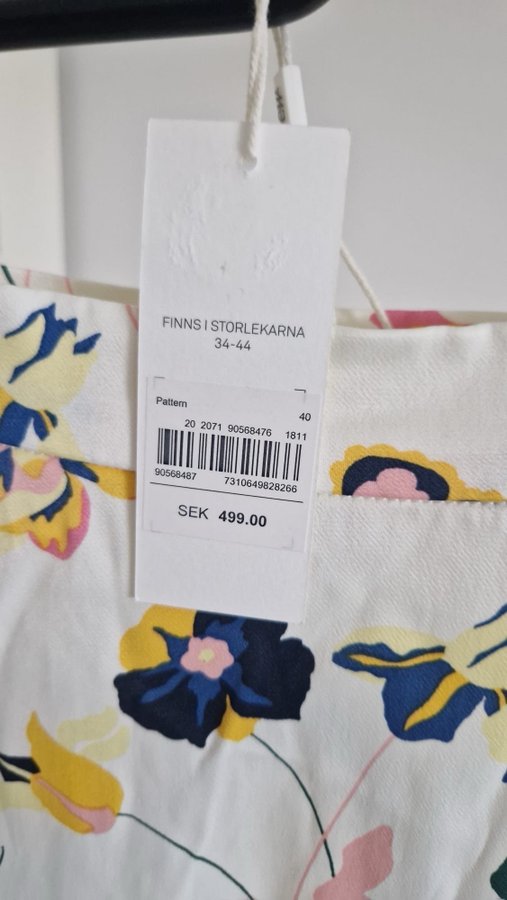 FINNS I STORLEKARNA
34-44
Pattern
40
20 2071 90568476 1811
90568487 7310649828266
SEK 499.00